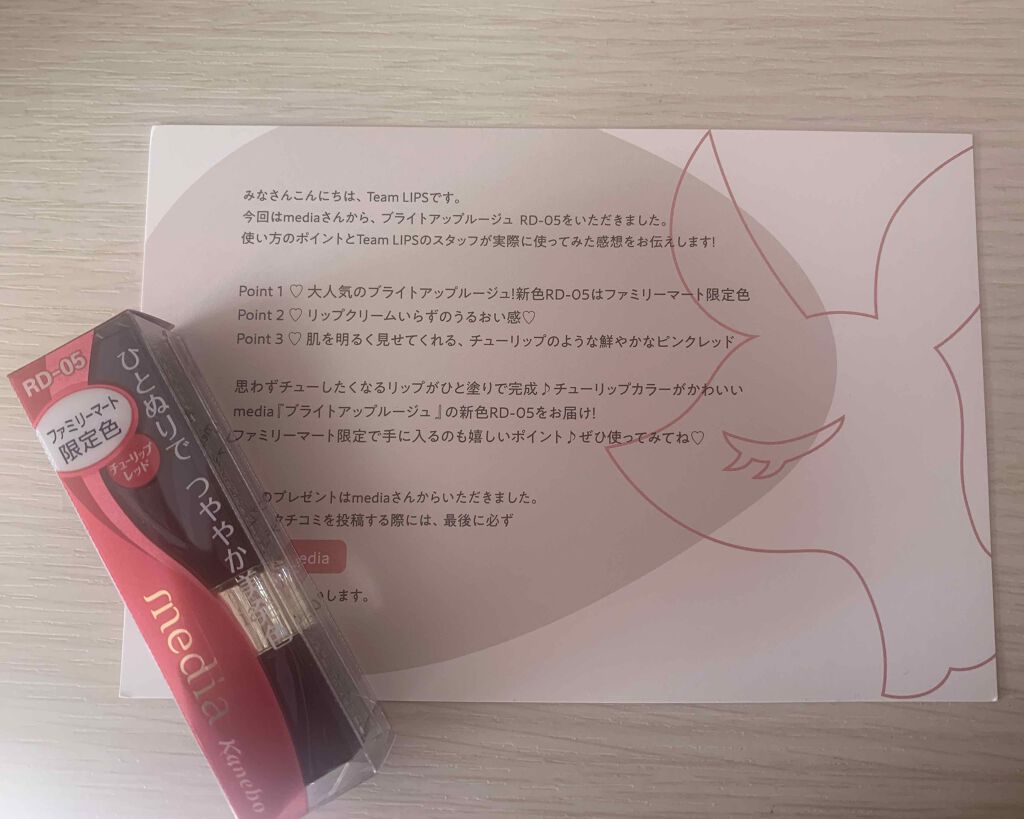 みなさんこんにちは、Team LIPSです。
今回はmediaさんから、ブライトアップルージュ RD-05をいただきました。
使い方のポイントとTeam LIPSのスタッフが実際に使ってみた感想をお伝えします!
Point 1 ♡ 大人気のブライトアップルージュ!新色RD-05はファミリーマート限定色
Point 2 ♡ リップクリームいらずのうるおい感♡
Point 3 ♡ 肌を明るく見せてくれる、チューリップのような鮮やかなピンクレッド
思わずチューしたくなるリップがひと塗りで完成♪チューリップカラーがかわいい
media『ブライトアップルージュ』の新色RD-05をお届け!
ファミリーマート限定で手に入るのも嬉しいポイント♪ぜひ使ってみてね♡
のプレゼントはmediaさんからいただきました。
クチコミを投稿する際には、最後に必ず
media
します。
RD-05
ファミリーマート
限定色
チューリップ
レッド
ひとぬりで つややか
media
Kanebo